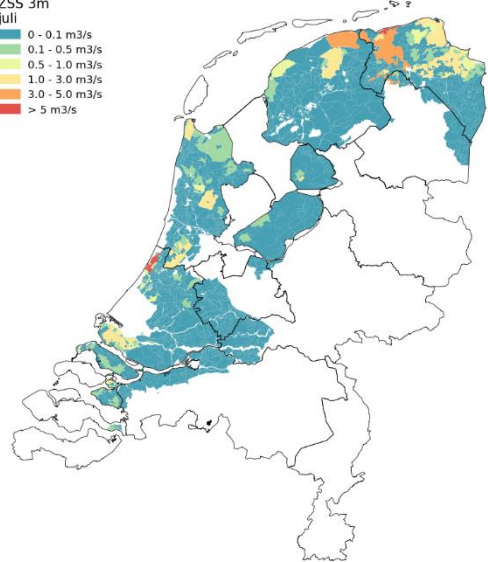 ZSS 3m
juli
0 - 0.1 m3/s
0.1 - 0.5 m3/s
0.5 - 1.0 m3/s
1.0 - 3.0 m3/s
3.0 - 5.0 m3/s
> 5 m3/s